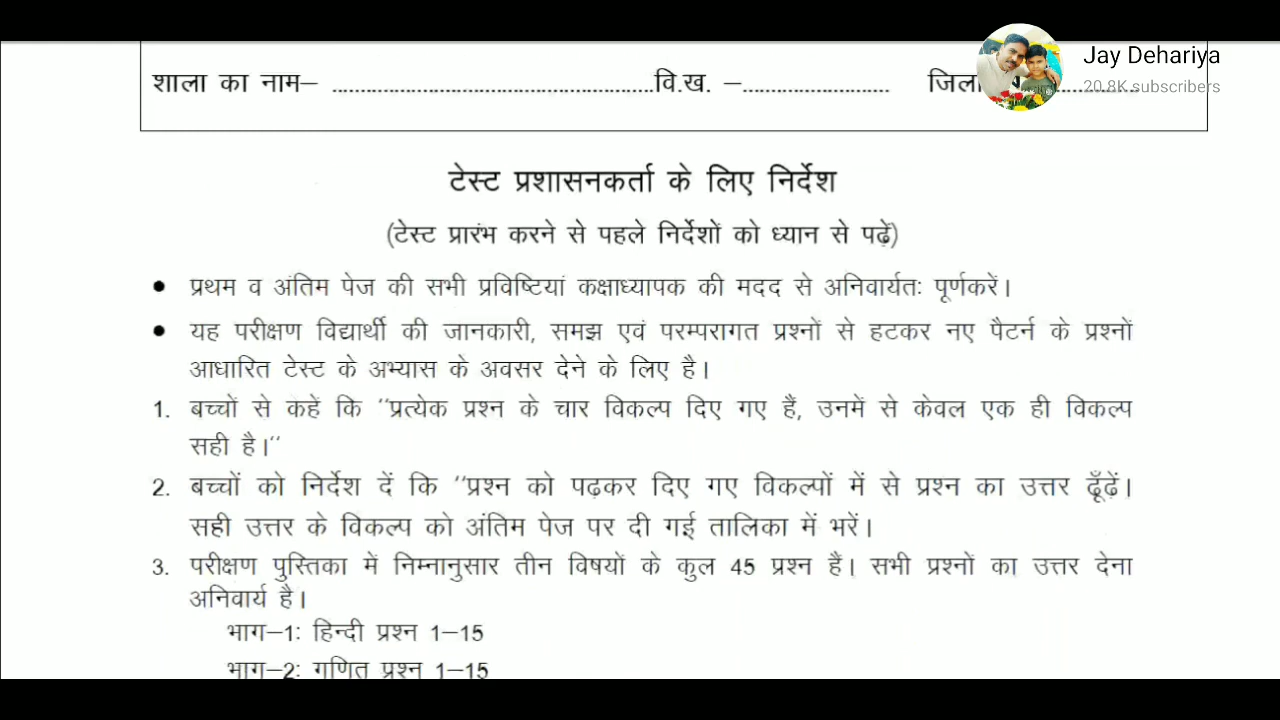 Jay Dehariya
20.8K subscribers
शाला का नाम– ......................................................वि.ख. –......................... जिला
टेस्ट प्रशासनकर्ता के लिए निर्देश
(टेस्ट प्रारंभ करने से पहले निर्देशों को ध्यान से पढ़ें)
• प्रथम व अंतिम पेज की सभी प्रविष्टियां कक्षाध्यापक की मदद से अनिवार्यतः पूर्णकरें।
• यह परीक्षण विद्यार्थी की जानकारी, समझ एवं परम्परागत प्रश्नों से हटकर नए पैटर्न के प्रश्नों
आधारित टेस्ट के अभ्यास के अवसर देने के लिए है।
1. बच्चों से कहें कि ‘‘प्रत्येक प्रश्न के चार विकल्प दिए गए हैं, उनमें से केवल एक ही विकल्प
सही है।’’
2. बच्चों को निर्देश दें कि ‘‘प्रश्न को पढ़कर दिए गए विकल्पों में से प्रश्न का उत्तर ढूँढ़ें।
सही उत्तर के विकल्प को अंतिम पेज पर दी गई तालिका में भरें।
3. परीक्षण पुस्तिका में निम्नानुसार तीन विषयों के कुल 45 प्रश्न हैं। सभी प्रश्नों का उत्तर देना
अनिवार्य है।
भाग–1: हिन्दी प्रश्न 1–15
भाग–2: गणित प्रश्न 1–15